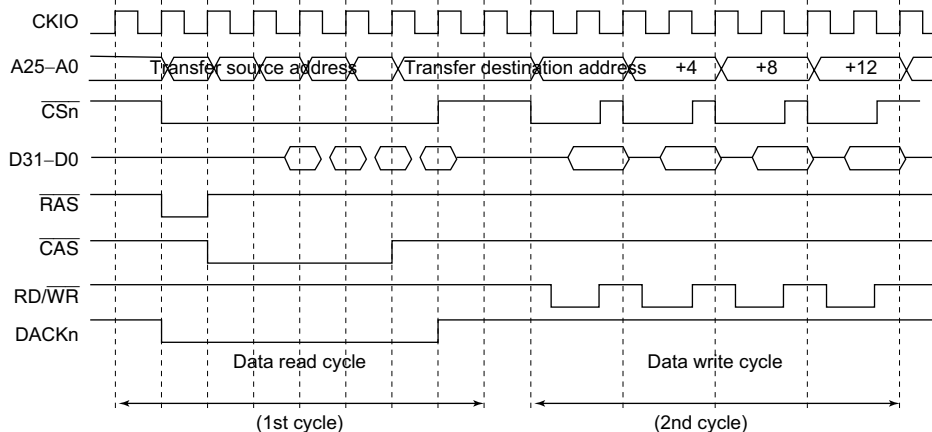 CKIO
A25–A0 Transfer source address Transfer destination address +4 +8 +12
CSn
D31–D0
RAS
CAS
RD/WR
DACKn
Data read cycle Data write cycle
(1st cycle) (2nd cycle)